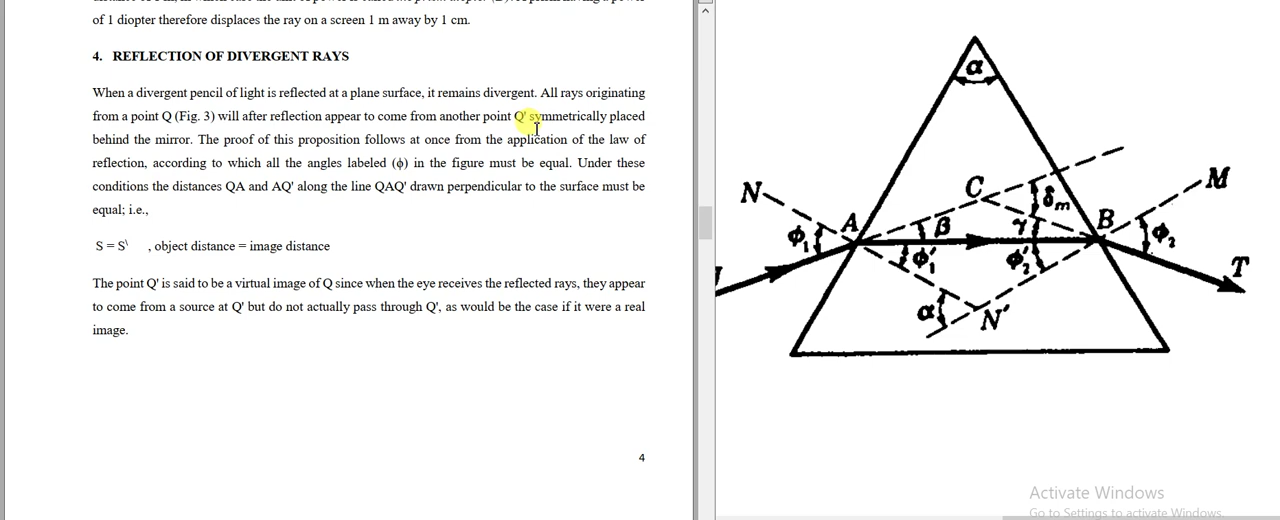 of 1 diopter therefore displaces the ray on a screen 1 m away by 1 cm.
4. REFLECTION OF DIVERGENT RAYS
When a divergent pencil of light is reflected at a plane surface, it remains divergent. All rays originating
from a point Q (Fig. 3) will after reflection appear to come from another point Q' symmetrically placed
behind the mirror. The proof of this proposition follows at once from the application of the law of
reflection, according to which all the angles labeled (ϕ) in the figure must be equal. Under these
conditions the distances QA and AQ' along the line QAQ' drawn perpendicular to the surface must be
equal; i.e.,
S = S\ , object distance = image distance
The point Q' is said to be a virtual image of Q since when the eye receives the reflected rays, they appear
to come from a source at Q' but do not actually pass through Q', as would be the case if it were a real
image.
4
α
N
M
C
δm
A
B
ϕ1
β
γ
ϕ2
ϕ'1
ϕ'2
T
α
N'
Activate Windows
Go to Settings to activate Windows.